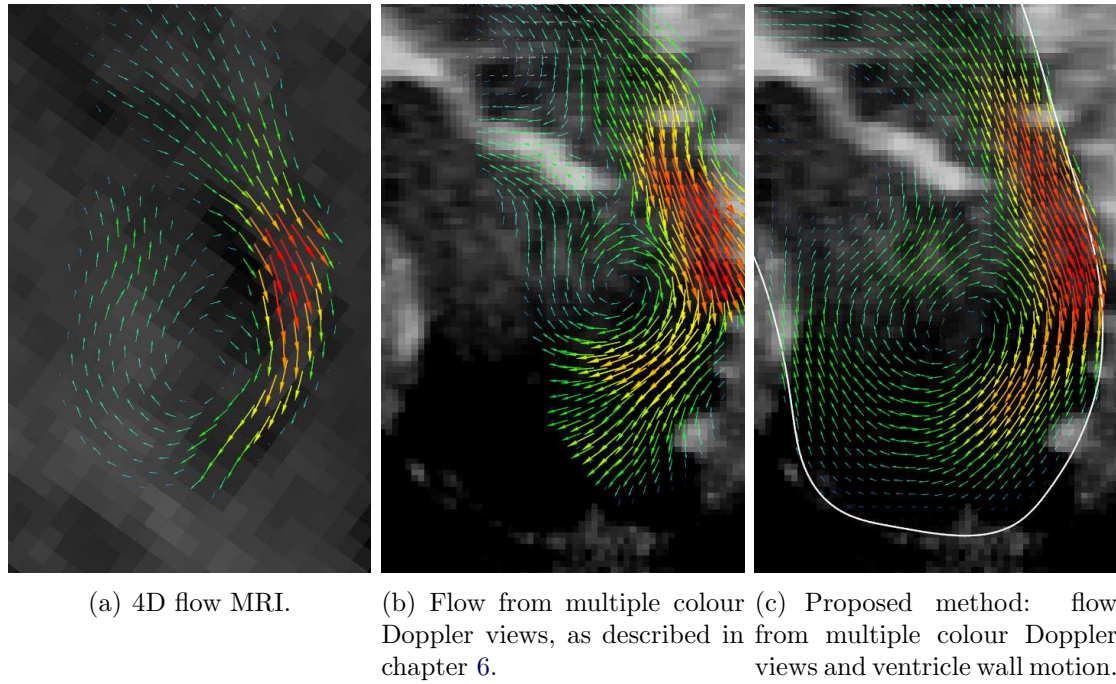 (a) 4D flow MRI.
(b) Flow from multiple colour
Doppler views, as described in
chapter 6.
(c) Proposed method: flow
from multiple colour Doppler
views and ventricle wall motion.